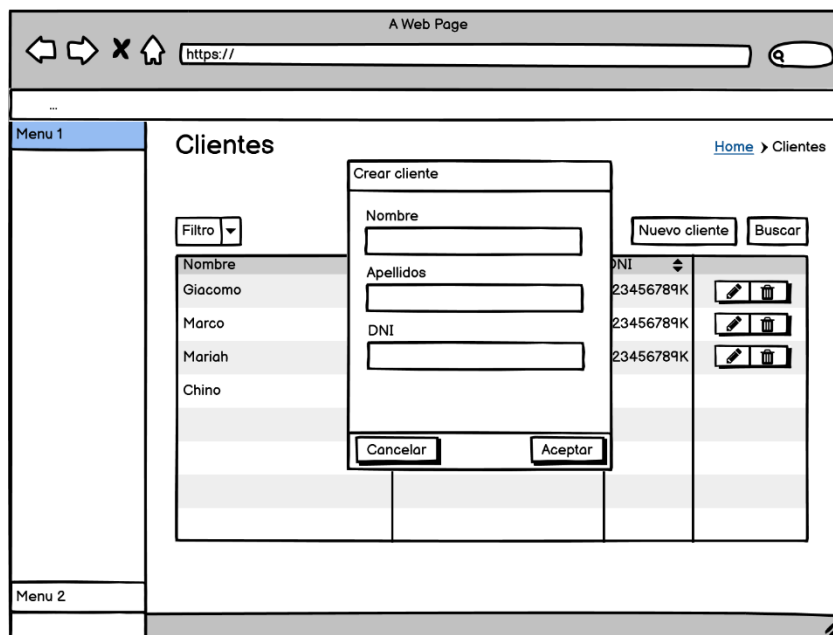 A Web Page
https://
...
Menu 1
Clientes
Home > Clientes
Crear cliente
Nombre
Apellidos
DNI
Cancelar
Aceptar
Filtro
Nuevo cliente
Buscar
Nombre
DNI
Giacomo
23456789K
Marco
23456789K
Mariah
23456789K
Chino
Menu 2